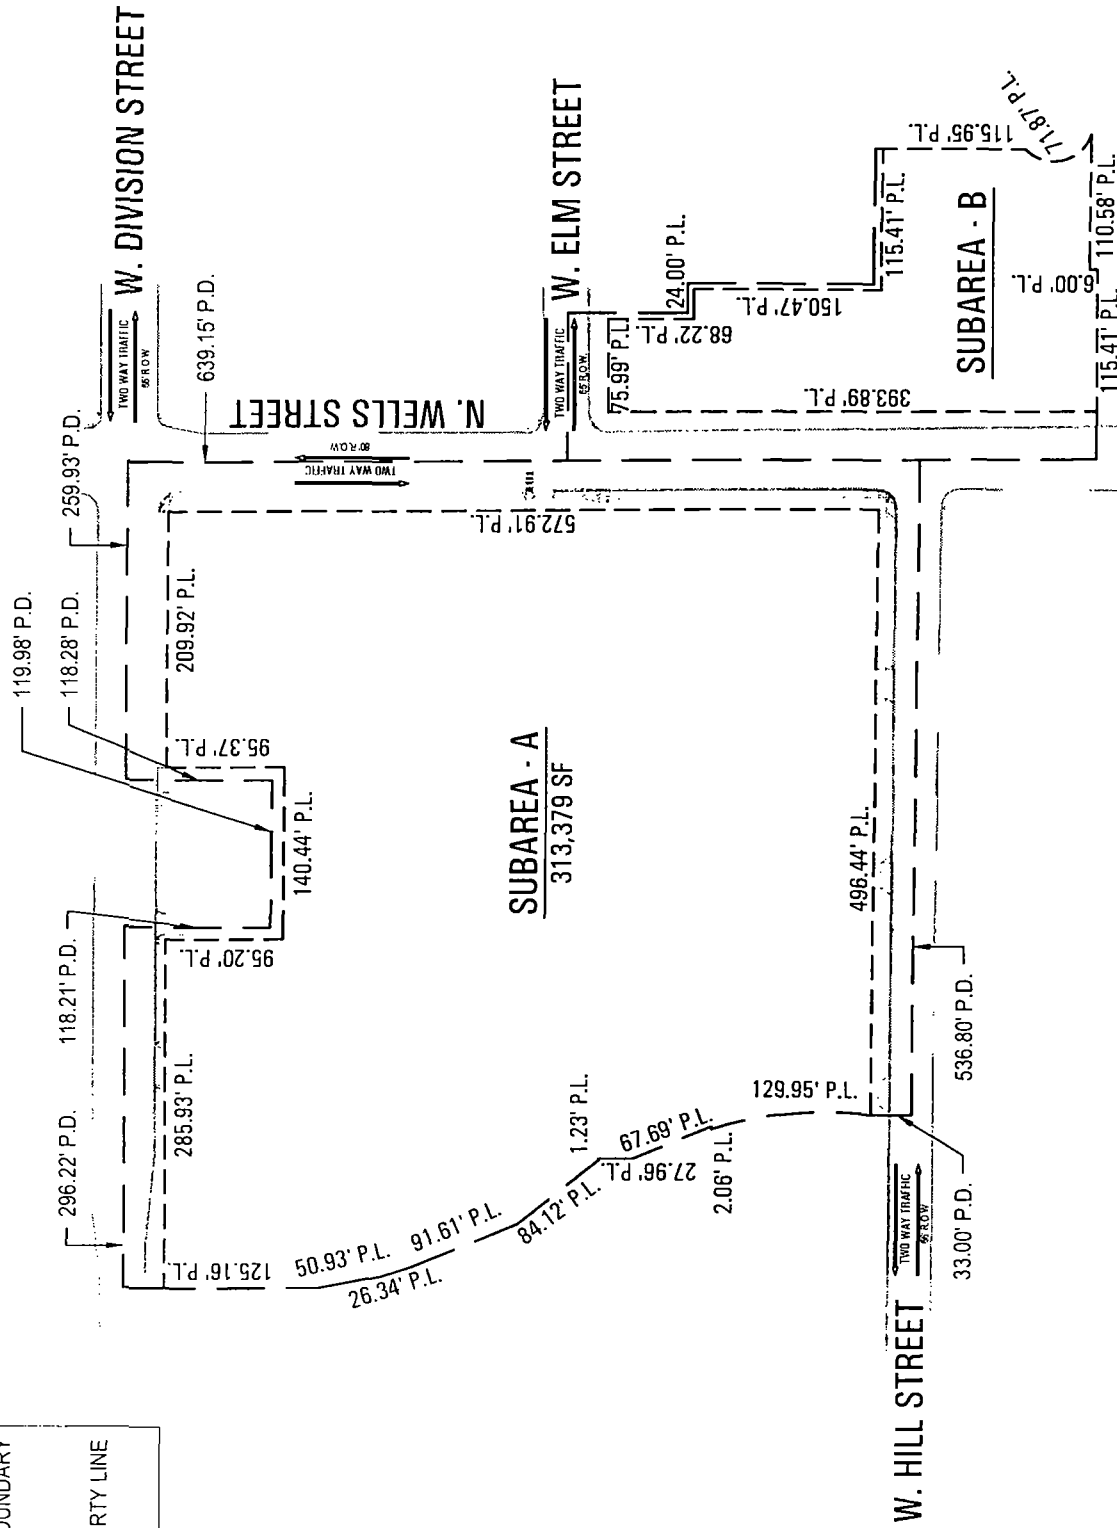 W. DIVISION STREET
TWO WAY TRAFFIC
66' R.O.W
639.15' P.D.
259.93' P.D.
119.98' P.D.
118.28' P.D.
118.21' P.D.
296.22' P.D.
209.92' P.L.
95.37' P.L.
140.44' P.L.
95.20' P.L.
285.93' P.L.
125.16' P.L.
50.93' P.L.
26.34' P.L.
91.61' P.L.
84.12' P.L.
1.23' P.L.
27.96' P.L.
67.69' P.L.
2.06' P.L.
129.95' P.L.
N. WELLS STREET
TWO WAY TRAFFIC
80' R.O.W
572.91' P.L.
SUBAREA - A
313,379 SF
496.44' P.L.
536.80' P.D.
33.00' P.D.
W. HILL STREET
TWO WAY TRAFFIC
66' R.O.W
W. ELM STREET
TWO WAY TRAFFIC
66' R.O.W.
75.99' P.L.
68.22' P.L.
24.00' P.L.
150.47' P.L.
115.41' P.L.
115.95' P.L.
71.87' P.L.
393.89' P.L.
SUBAREA - B
6.00' P.L.
110.58' P.L.
115.41' P.L.
OUNDARY
RTY LINE